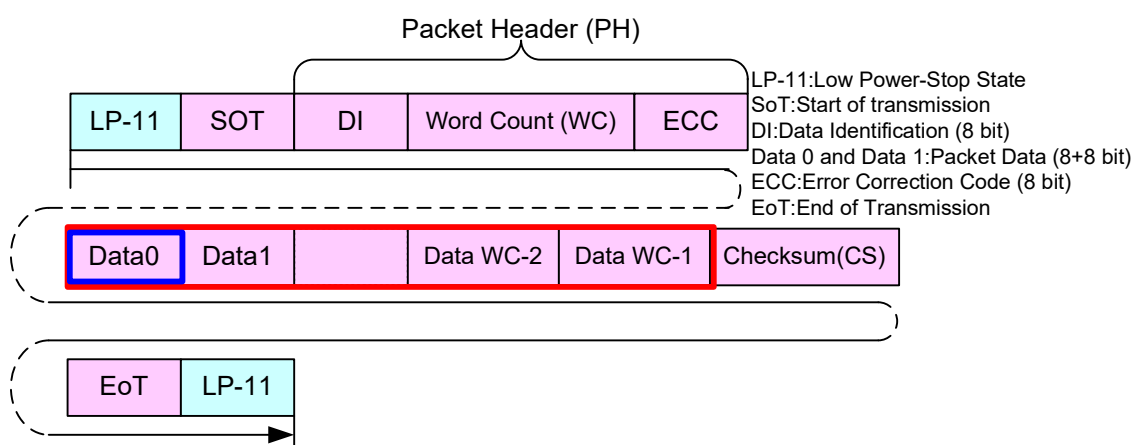 Packet Header (PH)
LP-11 SOT DI Word Count (WC) ECC
LP-11:Low Power-Stop State
SoT:Start of transmission
DI:Data Identification (8 bit)
Data 0 and Data 1:Packet Data (8+8 bit)
ECC:Error Correction Code (8 bit)
EoT:End of Transmission
Data0 Data1 Data WC-2 Data WC-1 Checksum(CS)
EoT LP-11